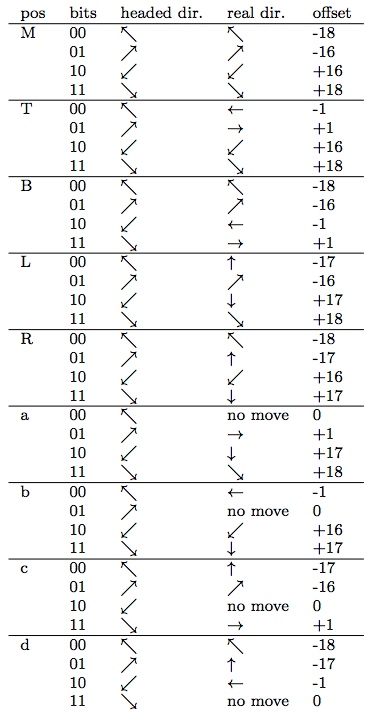 pos bits headed dir. real dir. offset
M 00 ↖ ↖ -18
01 ↗ ↗ -16
10 ↙ ↙ +16
11 ↘ ↘ +18
T 00 ↖ ← -1
01 ↗ → +1
10 ↙ ↙ +16
11 ↘ ↘ +18
B 00 ↖ ↖ -18
01 ↗ ↗ -16
10 ↙ ← -1
11 ↘ → +1
L 00 ↖ ↑ -17
01 ↗ ↗ -16
10 ↙ ↓ +17
11 ↘ ↘ +18
R 00 ↖ ↖ -18
01 ↗ ↑ -17
10 ↙ ↙ +16
11 ↘ ↓ +17
a 00 ↖ no move 0
01 ↗ → +1
10 ↙ ↓ +17
11 ↘ ↘ +18
b 00 ↖ ← -1
01 ↗ no move 0
10 ↙ ↙ +16
11 ↘ ↓ +17
c 00 ↖ ↑ -17
01 ↗ ↗ -16
10 ↙ no move 0
11 ↘ → +1
d 00 ↖ ↖ -18
01 ↗ ↑ -17
10 ↙ ← -1
11 ↘ no move 0